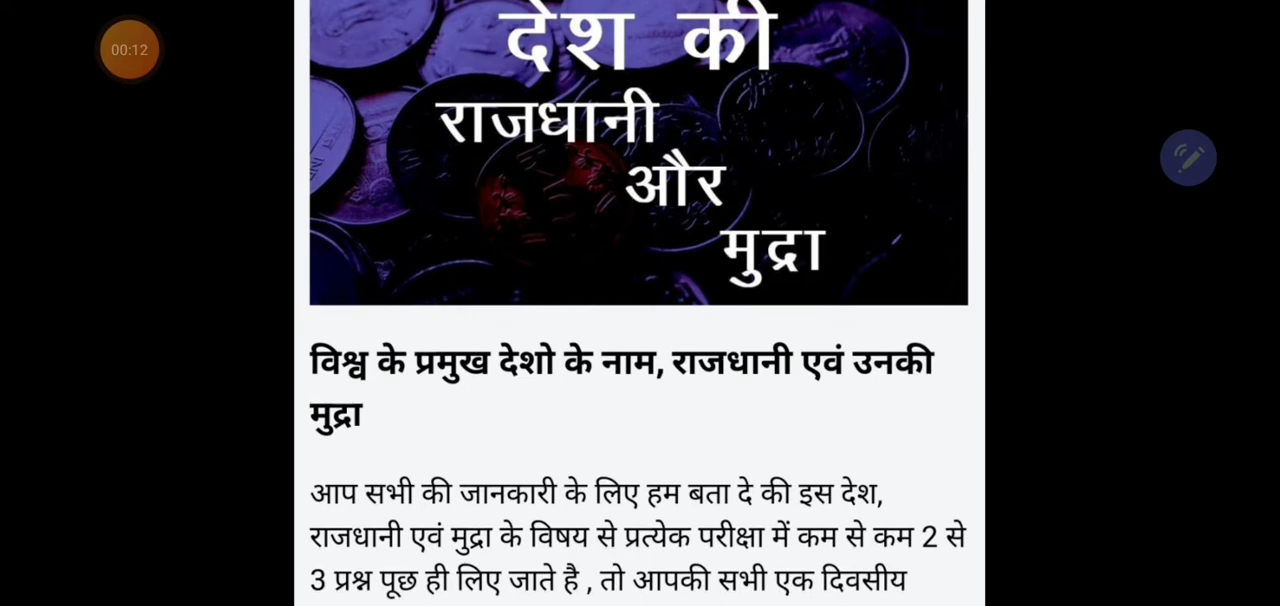 00:12
देश की
राजधानी
और
मुद्रा
विश्व के प्रमुख देशो के नाम, राजधानी एवं उनकी
मुद्रा
आप सभी की जानकारी के लिए हम बता दे की इस देश,
राजधानी एवं मुद्रा के विषय से प्रत्येक परीक्षा में कम से कम 2 से
3 प्रश्न पूछ ही लिए जाते है , तो आपकी सभी एक दिवसीय